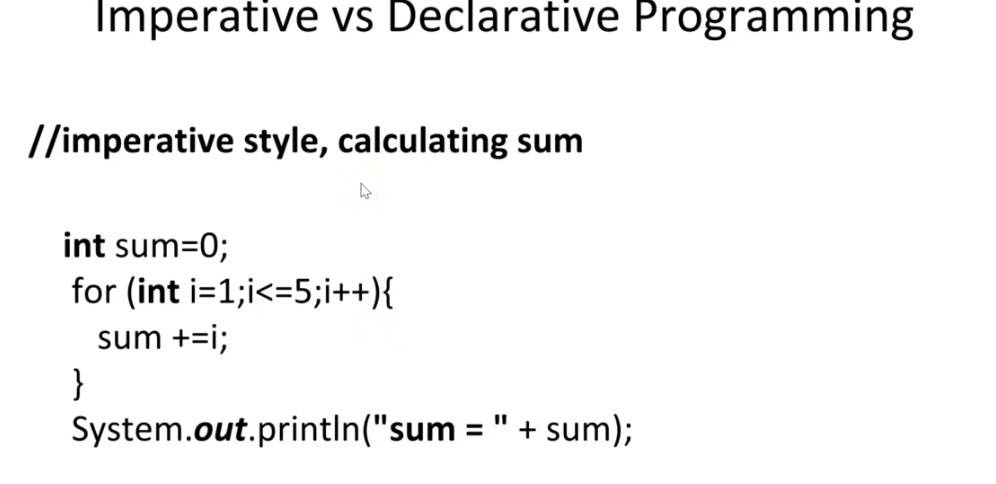 Imperative vs Declarative Programming
//imperative style, calculating sum
int sum=0;
for (int i=1;i<=5;i++){
sum +=i;
}
System.out.println("sum = " + sum);